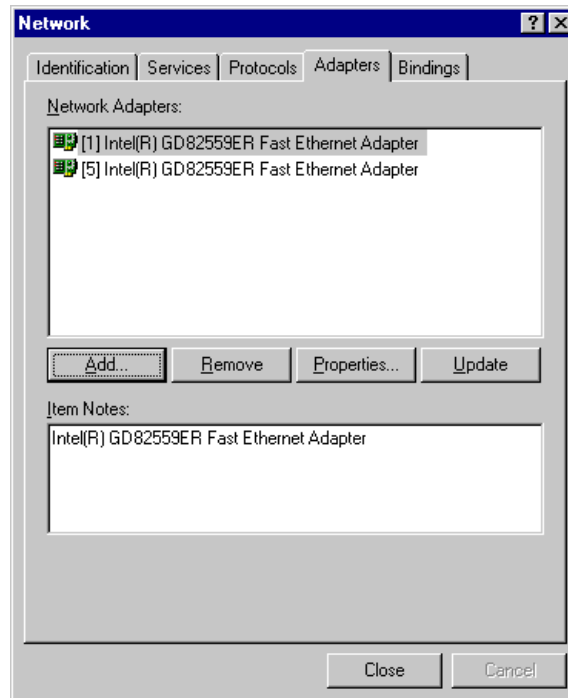 Network
Identification Services Protocols Adapters Bindings
Network Adapters:
[1] Intel(R) GD82559ER Fast Ethernet Adapter
[5] Intel(R) GD82559ER Fast Ethernet Adapter
Add... Remove Properties... Update
Item Notes:
Intel(R) GD82559ER Fast Ethernet Adapter
Close Cancel